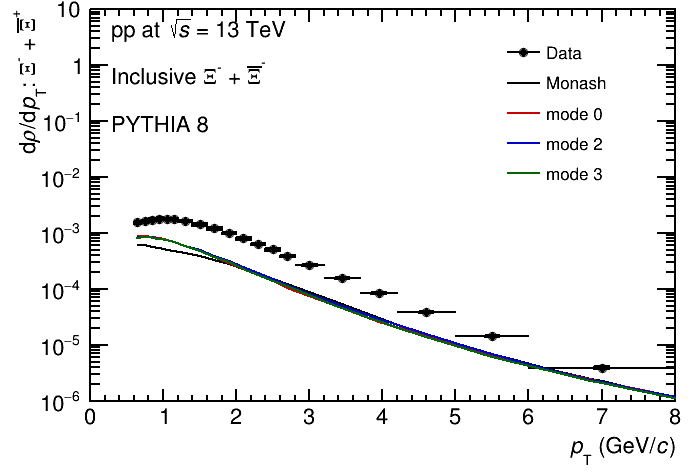 dρ/dp_T: Ξ⁻ + Ξ̅⁺
10
1
10⁻¹
10⁻²
10⁻³
10⁻⁴
10⁻⁵
10⁻⁶
pp at √s = 13 TeV
Inclusive Ξ⁻ + Ξ̅⁻
PYTHIA 8
Data
Monash
mode 0
mode 2
mode 3
0 1 2 3 4 5 6 7 8
p_T (GeV/c)